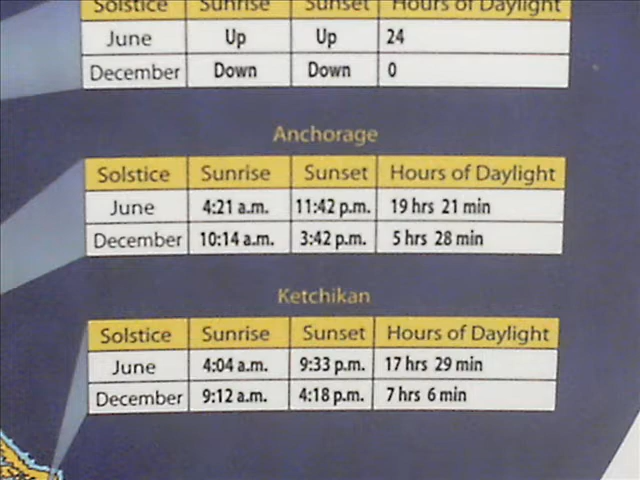 Solstice Sunrise Sunset Hours of Daylight
June Up Up 24
December Down Down 0
Anchorage
Solstice Sunrise Sunset Hours of Daylight
June 4:21 a.m. 11:42 p.m. 19 hrs 21 min
December 10:14 a.m. 3:42 p.m. 5 hrs 28 min
Ketchikan
Solstice Sunrise Sunset Hours of Daylight
June 4:04 a.m. 9:33 p.m. 17 hrs 29 min
December 9:12 a.m. 4:18 p.m. 7 hrs 6 min